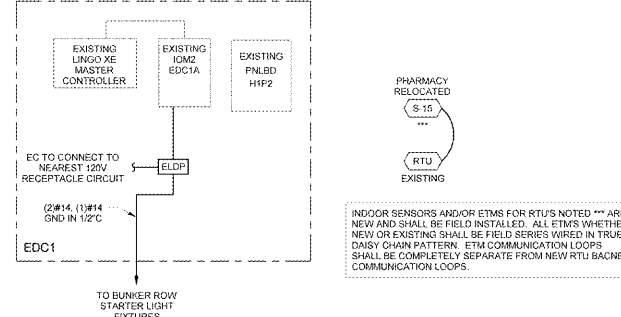 EXISTING
LINGO XE
MASTER
CONTROLLER
EXISTING
IOM2
EDC1A
EXISTING
PNLBD
H1P2
PHARMACY
RELOCATED
S-15
***
RTU
EXISTING
EC TO CONNECT TO
NEAREST 120V
RECEPTACLE CIRCUIT
ELDP
(2)#14, (1)#14
GND IN 1/2"C
EDC1
TO BUNKER ROW
STARTER LIGHT
FIXTURES
INDOOR SENSORS AND/OR ETMS FOR RTU'S NOTED *** AR
NEW AND SHALL BE FIELD INSTALLED. ALL ETM'S WHETHE
NEW OR EXISTING SHALL BE FIELD SERIES WIRED IN TRUE
DAISY CHAIN PATTERN. ETM COMMUNICATION LOOPS
SHALL BE COMPLETELY SEPARATE FROM NEW RTU BACNE
COMMUNICATION LOOPS.